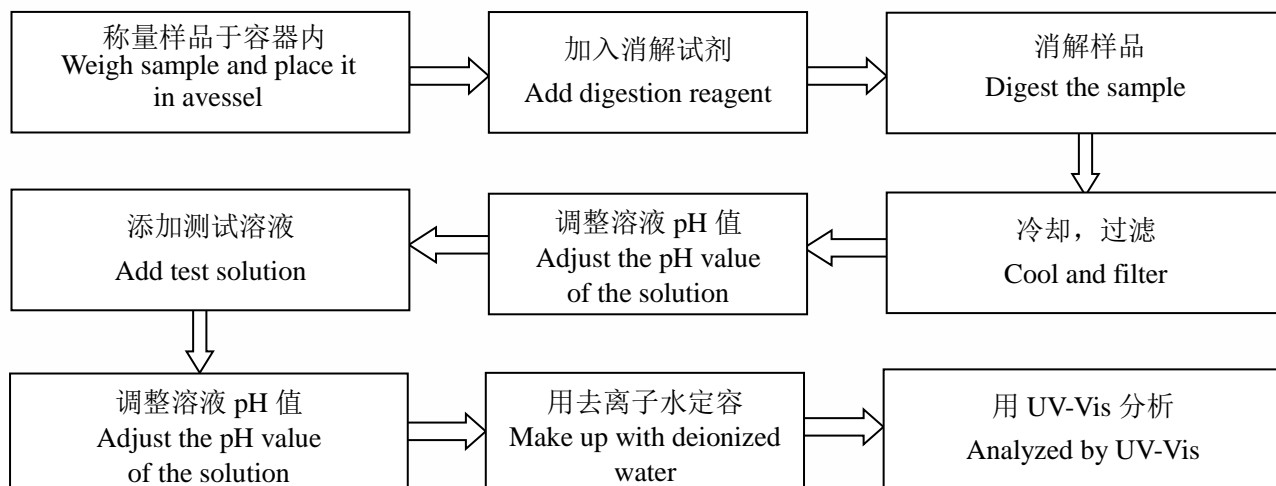 称量样品于容器内
Weigh sample and place it
in avessel
加入消解试剂
Add digestion reagent
消解样品
Digest the sample
冷却，过滤
Cool and filter
调整溶液 pH 值
Adjust the pH value
of the solution
添加测试溶液
Add test solution
调整溶液 pH 值
Adjust the pH value
of the solution
用去离子水定容
Make up with deionized
water
用 UV-Vis 分析
Analyzed by UV-Vis